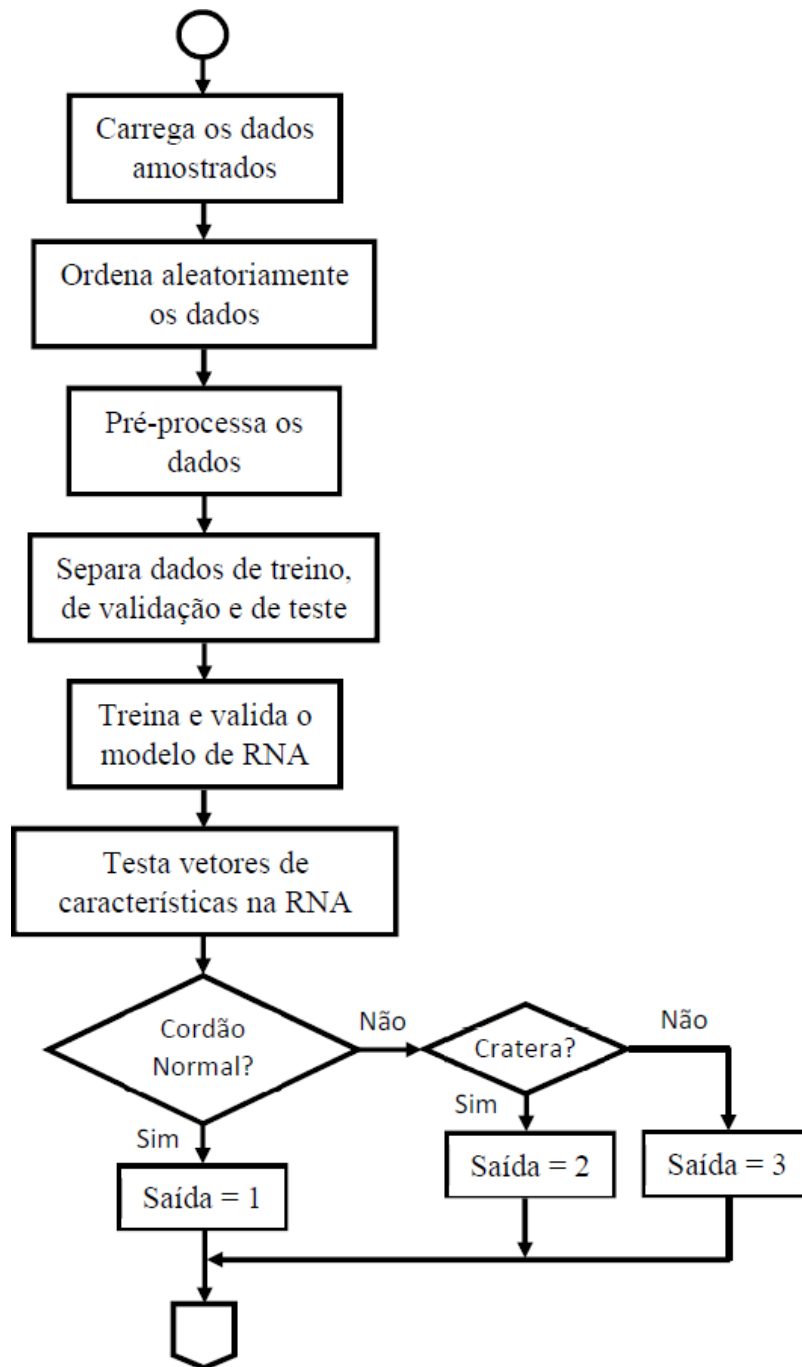 Carrega os dados
amostrados
Ordena aleatoriamente
os dados
Pré-processa os
dados
Separa dados de treino,
de validação e de teste
Treina e valida o
modelo de RNA
Testa vetores de
características na RNA
Cordão
Normal?
Não
Cratera?
Não
Sim
Sim
Saída = 1
Saída = 2
Saída = 3